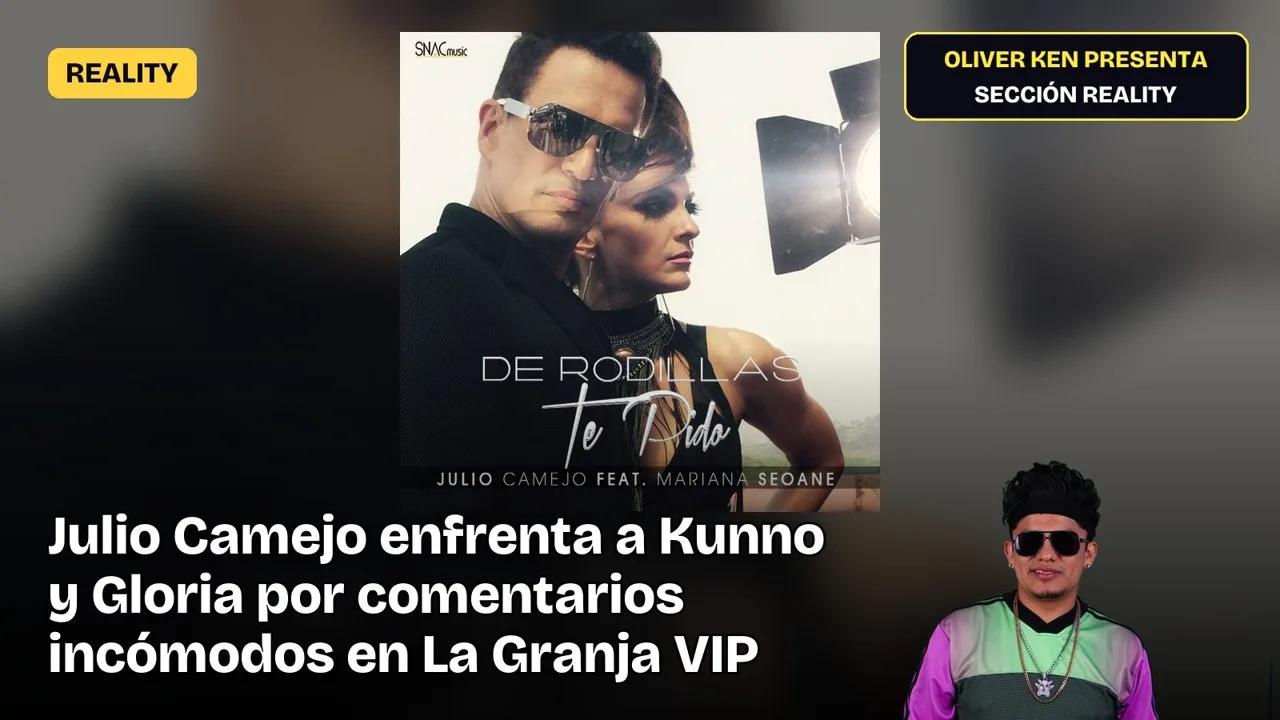 REALITY
SNACmusic
OLIVER KEN PRESENTA
SECCIÓN REALITY
DE RODILLAS
Te Pido
JULIO CAMEJO FEAT. MARIANA SEOANE
Julio Camejo enfrenta a Kunno
y Gloria por comentarios
incómodos en La Granja VIP